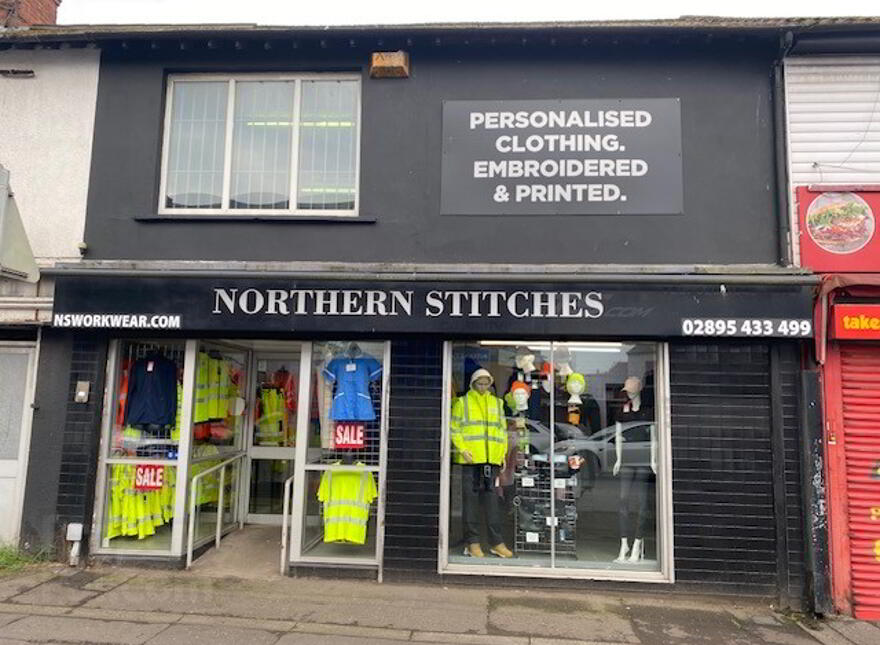 PERSONALISED
CLOTHING.
EMBROIDERED
& PRINTED.
NORTHERN STITCHES
.COM
NSWORKWEAR.COM
02895 433 499
take
SALE
SALE